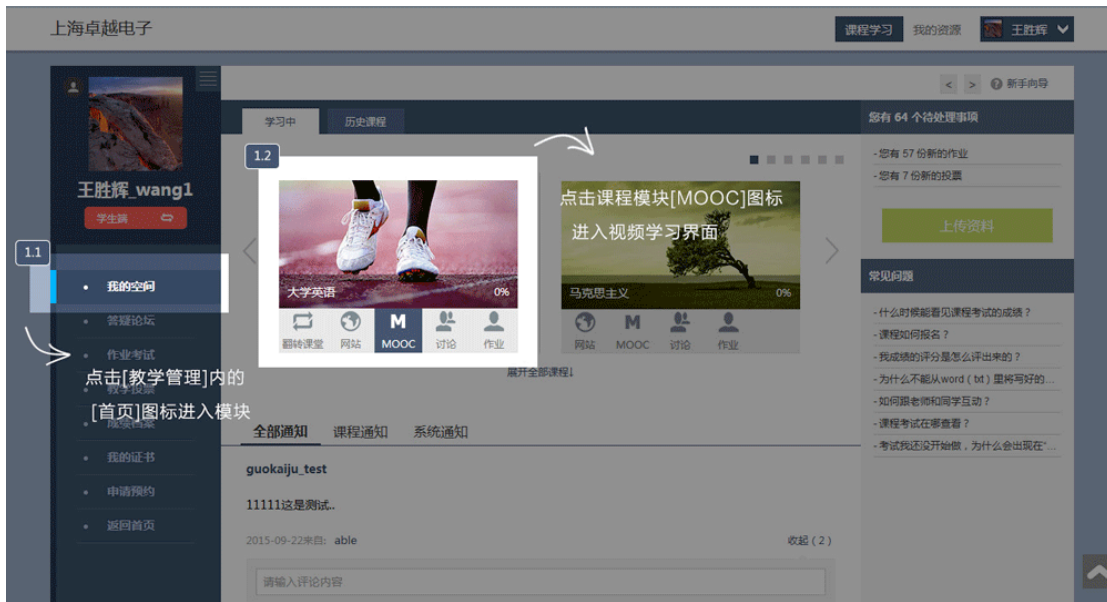 上海卓越电子
课程学习 我的资源 王胜辉
< > 新手向导
王胜辉_wang1
学生端
1.1
我的空间
答疑论坛
作业考试
点击[教学管理]内的
教学投票
[首页]图标进入模块
成绩档案
我的证书
申请预约
返回首页
学习中 历史课程
1.2
点击课程模块[MOOC]图标
进入视频学习界面
大学英语 0%
翻转课堂 网站 MOOC 讨论 作业
马克思主义 0%
网站 MOOC 讨论 作业
展开全部课程↓
全部通知 课程通知 系统通知
guokaiju_test
11111这是测试..
2015-09-22来自: able 收起 ( 2 )
请输入评论内容
您有 64 个待处理事项
- 您有 57 份新的作业
- 您有 7 份新的投票
上传资料
常见问题
- 什么时候能看见课程考试的成绩？
- 课程如何报名？
- 我成绩的评分是怎么评出来的？
- 为什么不能从word ( txt ) 里将写好的...
- 如何跟老师和同学互动？
- 课程考试在哪查看？
- 考试我还没开始做，为什么会出现在“...